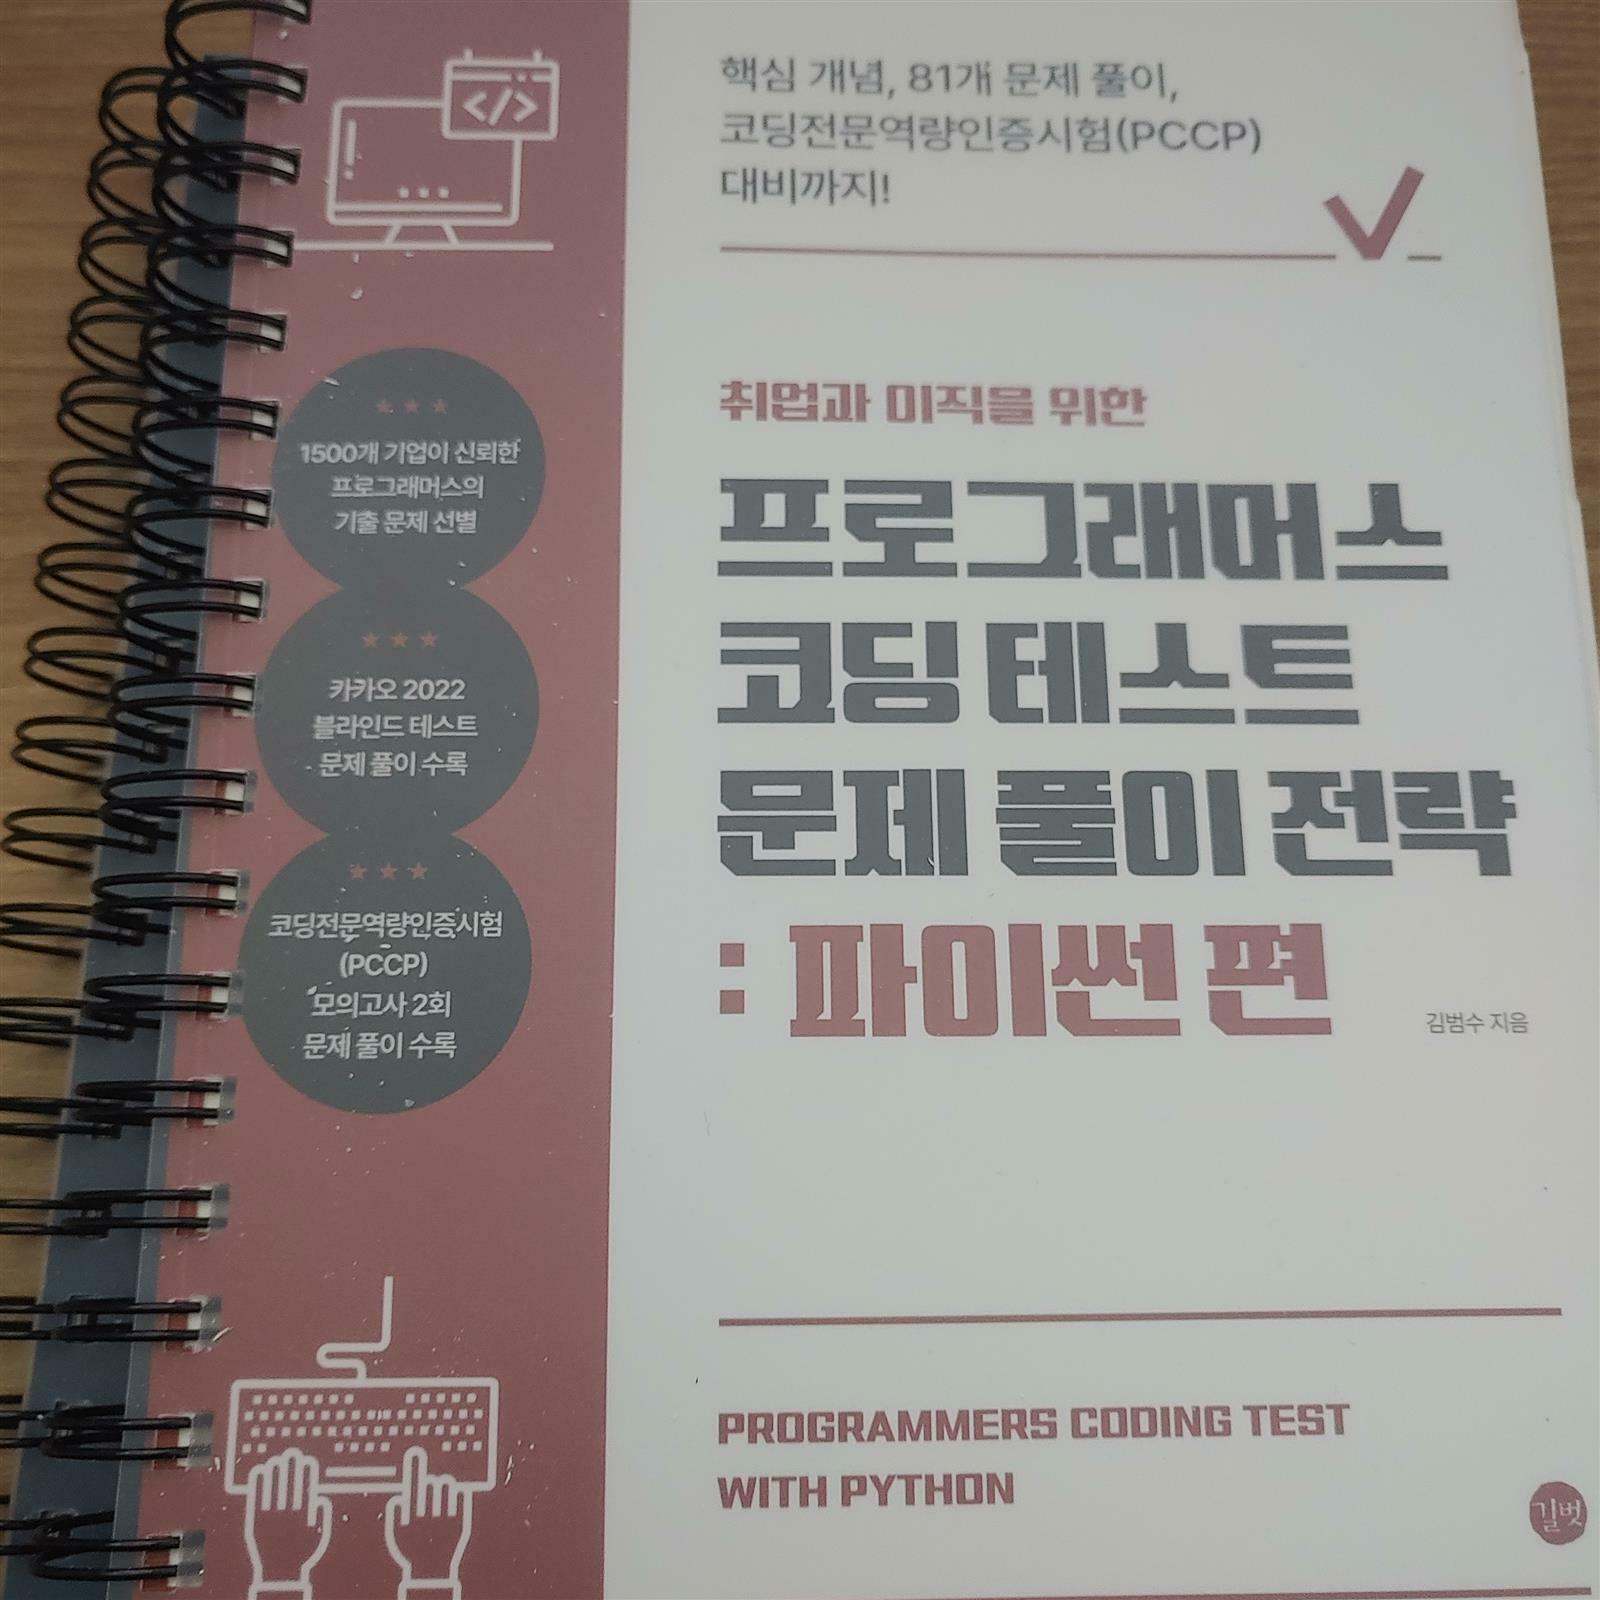 핵심 개념, 81개 문제 풀이,
코딩전문역량인증시험(PCCP)
대비까지!
취업과 이직을 위한
프로그래머스
코딩 테스트
문제 풀이 전략
: 파이썬 편
김범수 지음
</>
★★★
1500개 기업이 신뢰한
프로그래머스의
기출 문제 선별
★★★
카카오 2022
블라인드 테스트
문제 풀이 수록
★★★
코딩전문역량인증시험
(PCCP)
모의고사 2회
문제 풀이 수록
PROGRAMMERS CODING TEST
WITH PYTHON
길벗